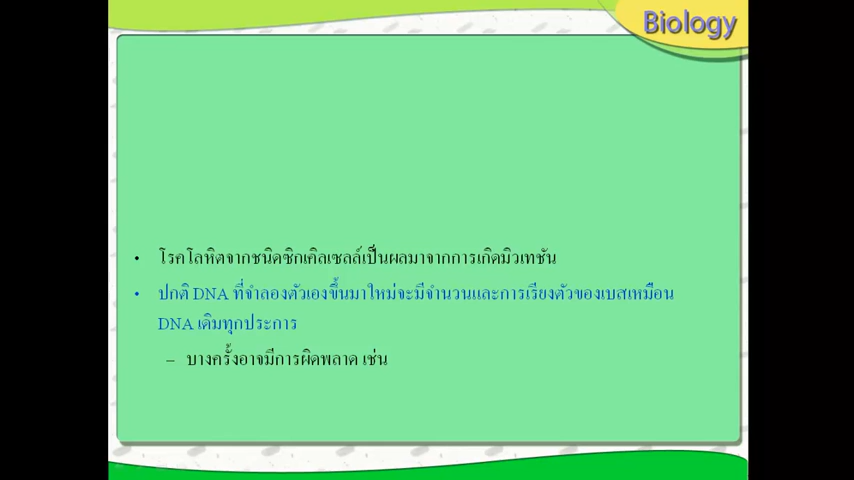 Biology
• โรคโลหิตจากชนิดซิกเคิลเซลล์เป็นผลมาจากการเกิดมิวเทชัน
• ปกติ DNA ที่จำลองตัวเองขึ้นมาใหม่จะมีจำนวนและการเรียงตัวของเบสเหมือน
DNA เดิมทุกประการ
– บางครั้งอาจมีการผิดพลาด เช่น